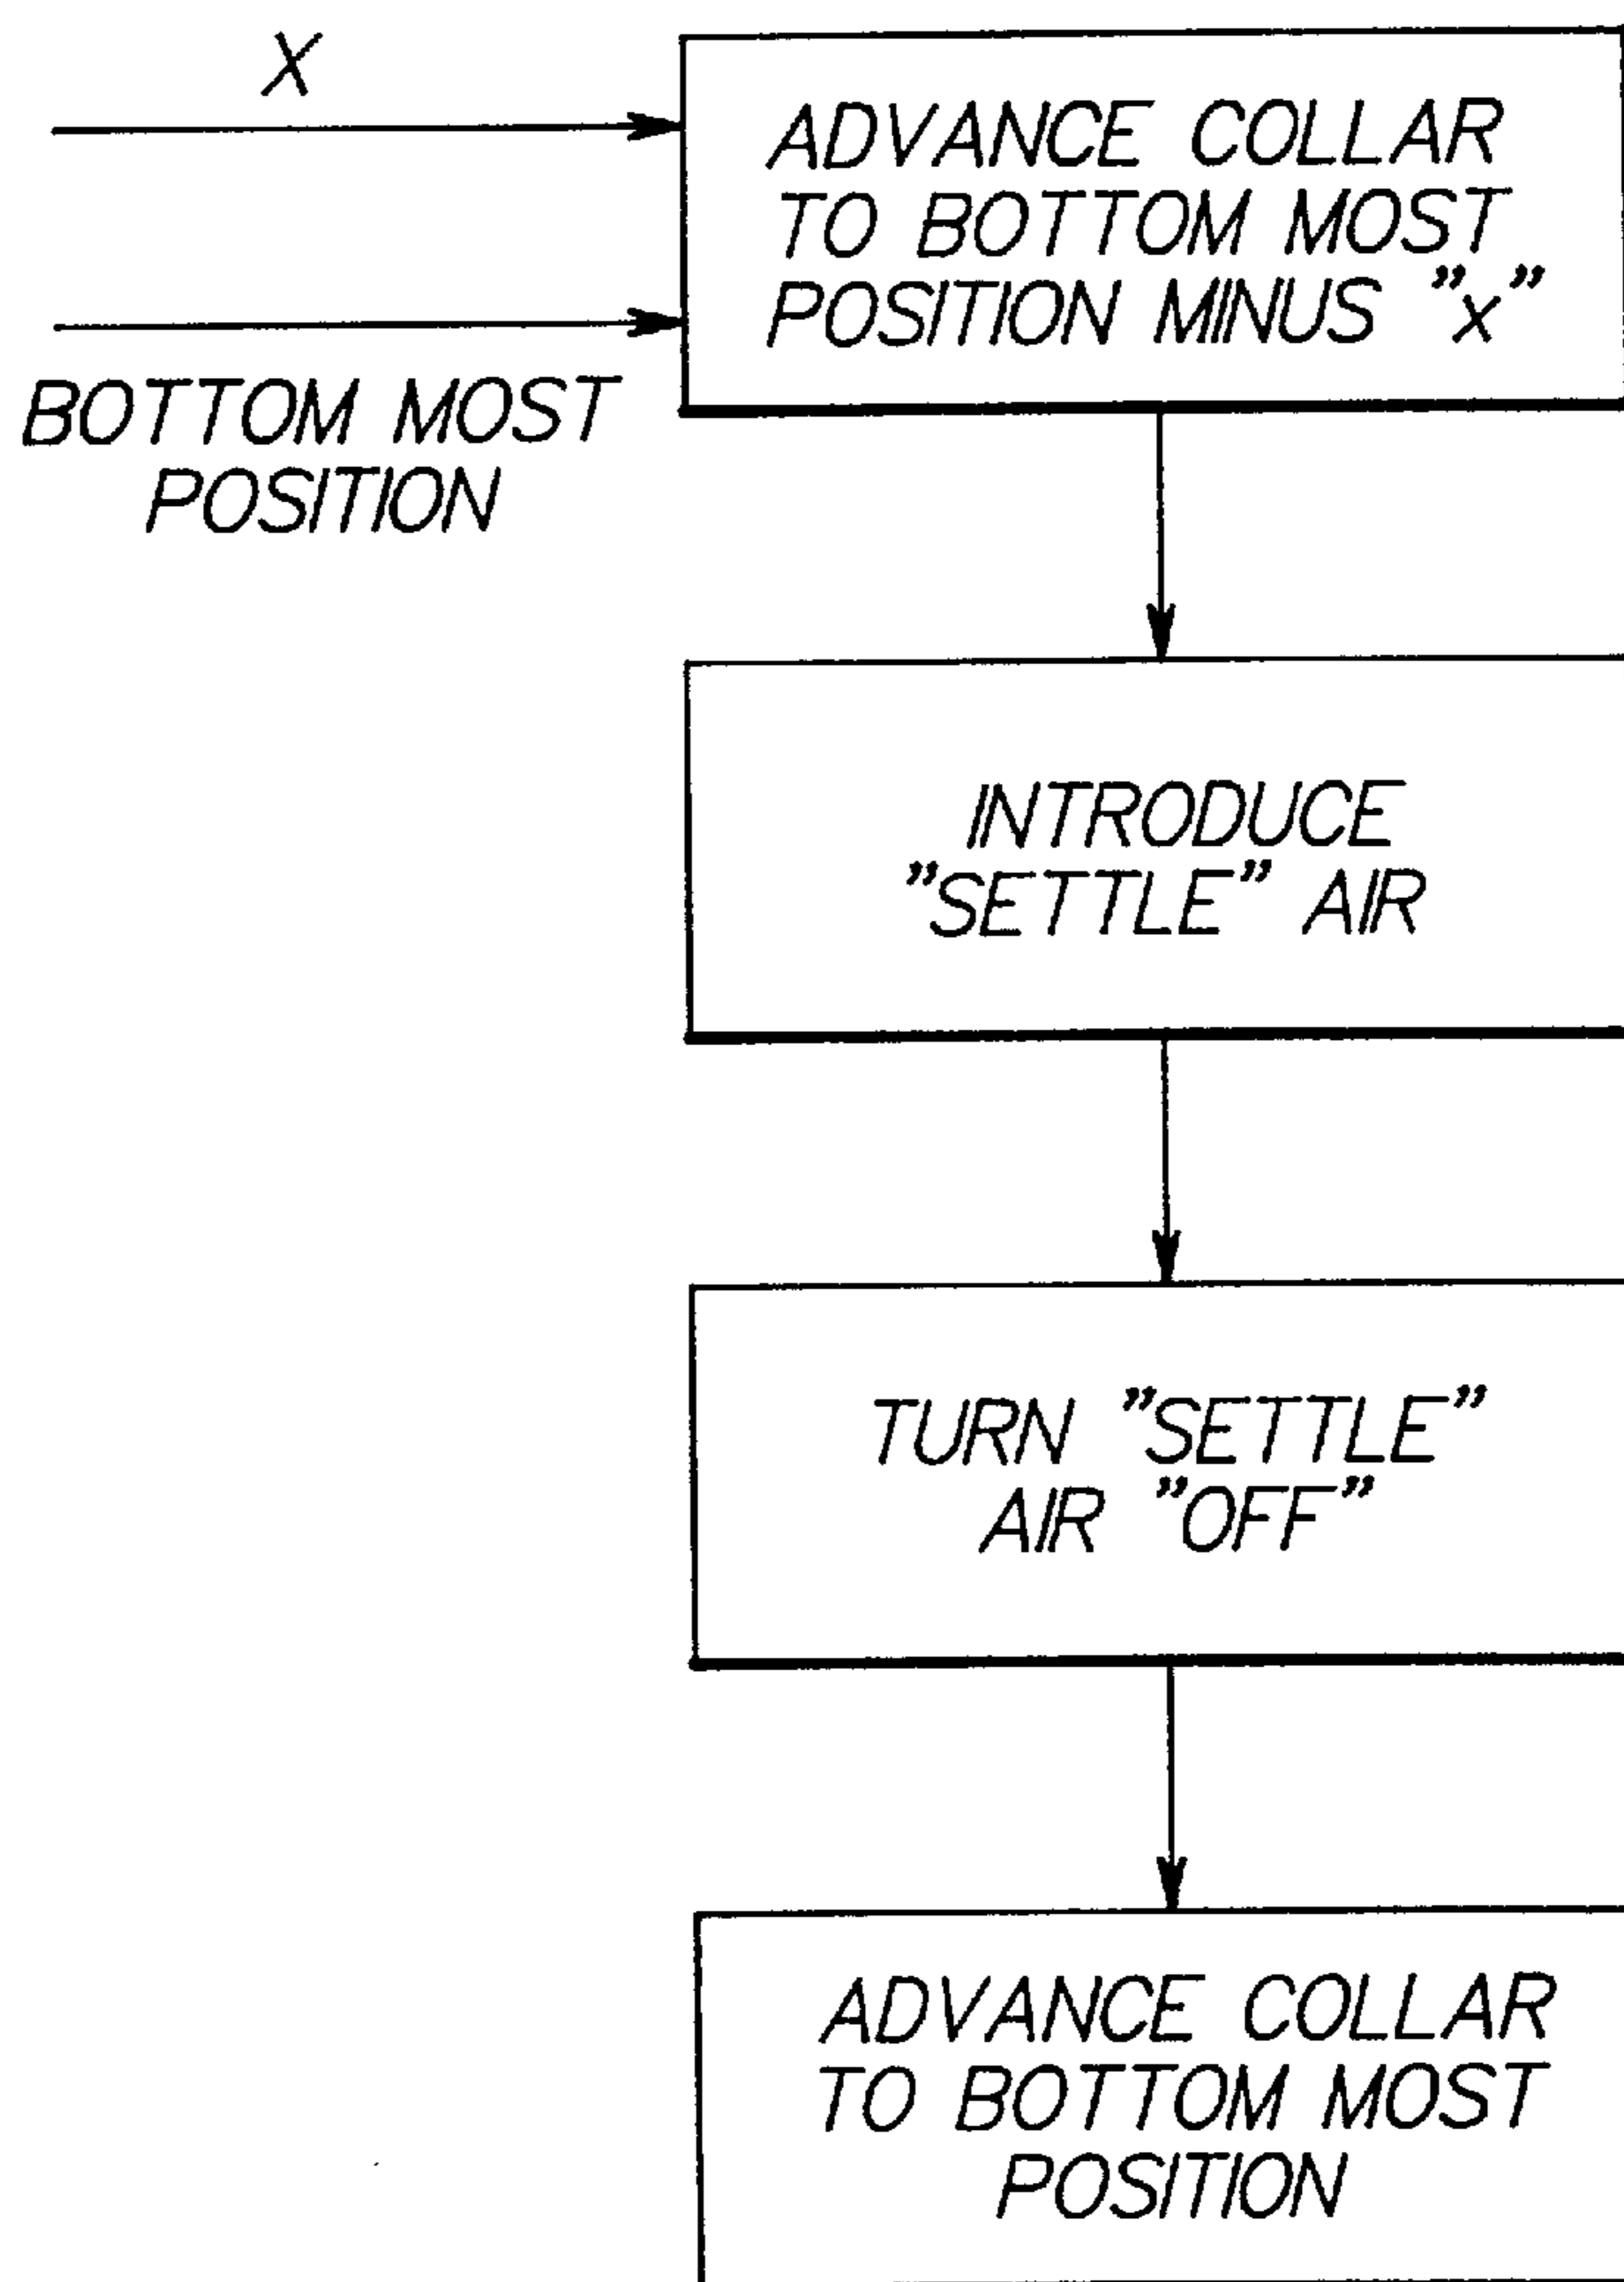 X
ADVANCE COLLAR
TO BOTTOM MOST
POSITION MINUS "x"
BOTTOM MOST
POSITION
INTRODUCE
"SETTLE" AIR
TURN "SETTLE"
AIR "OFF"
ADVANCE COLLAR
TO BOTTOM MOST
POSITION